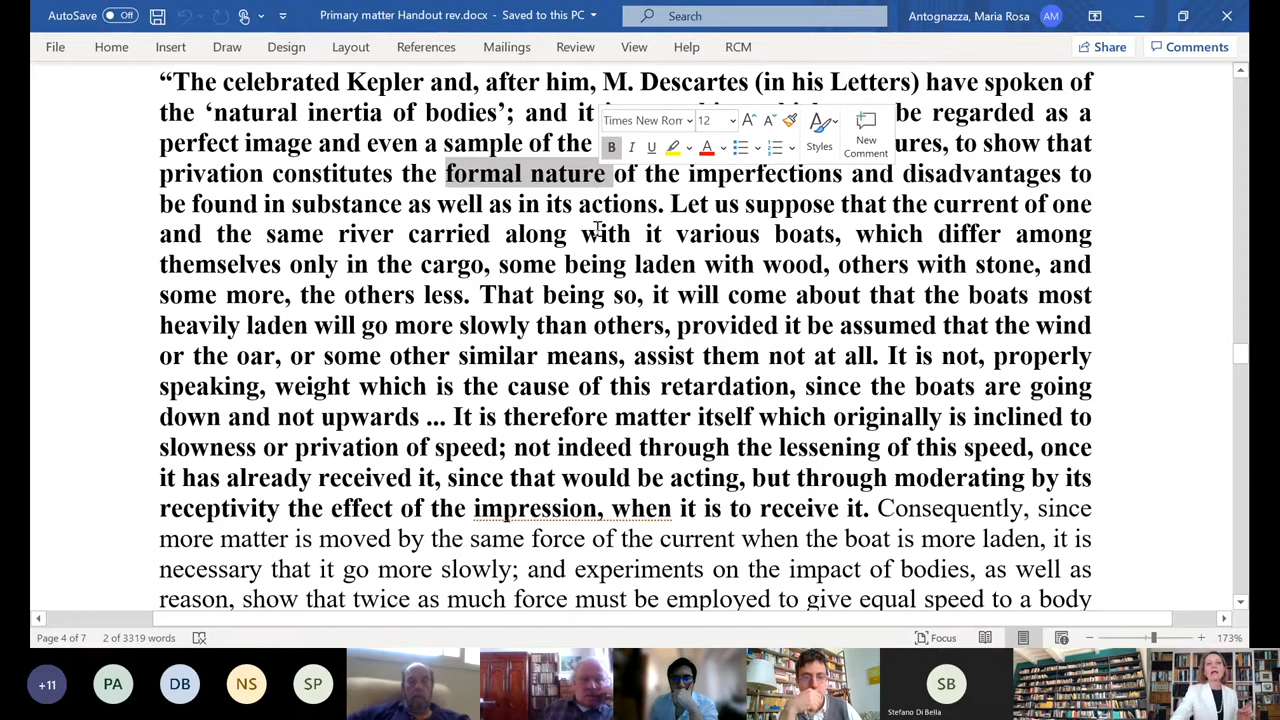 AutoSave Off Primary matter Handout rev.docx - Saved to this PC Search Antognazza, Maria Rosa AM
File Home Insert Draw Design Layout References Mailings Review View Help RCM Share Comments
“The celebrated Kepler and, after him, M. Descartes (in his Letters) have spoken of
the ‘natural inertia of bodies’; and it be regarded as a
Times New Rom 12
perfect image and even a sample of the ures, to show that
B I U A Styles New Comment
privation constitutes the formal nature of the imperfections and disadvantages to
be found in substance as well as in its actions. Let us suppose that the current of one
and the same river carried along with it various boats, which differ among
themselves only in the cargo, some being laden with wood, others with stone, and
some more, the others less. That being so, it will come about that the boats most
heavily laden will go more slowly than others, provided it be assumed that the wind
or the oar, or some other similar means, assist them not at all. It is not, properly
speaking, weight which is the cause of this retardation, since the boats are going
down and not upwards ... It is therefore matter itself which originally is inclined to
slowness or privation of speed; not indeed through the lessening of this speed, once
it has already received it, since that would be acting, but through moderating by its
receptivity the effect of the impression, when it is to receive it. Consequently, since
more matter is moved by the same force of the current when the boat is more laden, it is
necessary that it go more slowly; and experiments on the impact of bodies, as well as
reason, show that twice as much force must be employed to give equal speed to a body
Page 4 of 7 2 of 3319 words Focus 173%
+11 PA DB NS SP SB
Stefano Di Bella